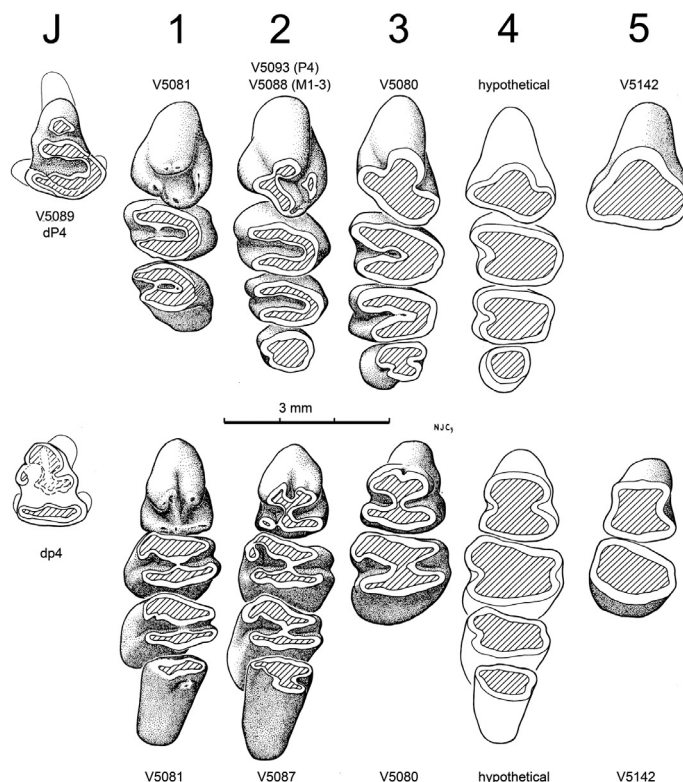 J 1 2 3 4 5
V5093 (P4)
V5081 V5088 (M1-3) V5080 hypothetical V5142
V5089
dP4
3 mm
NJC,
dp4
V5081 V5087 V5080 hypothetical V5142